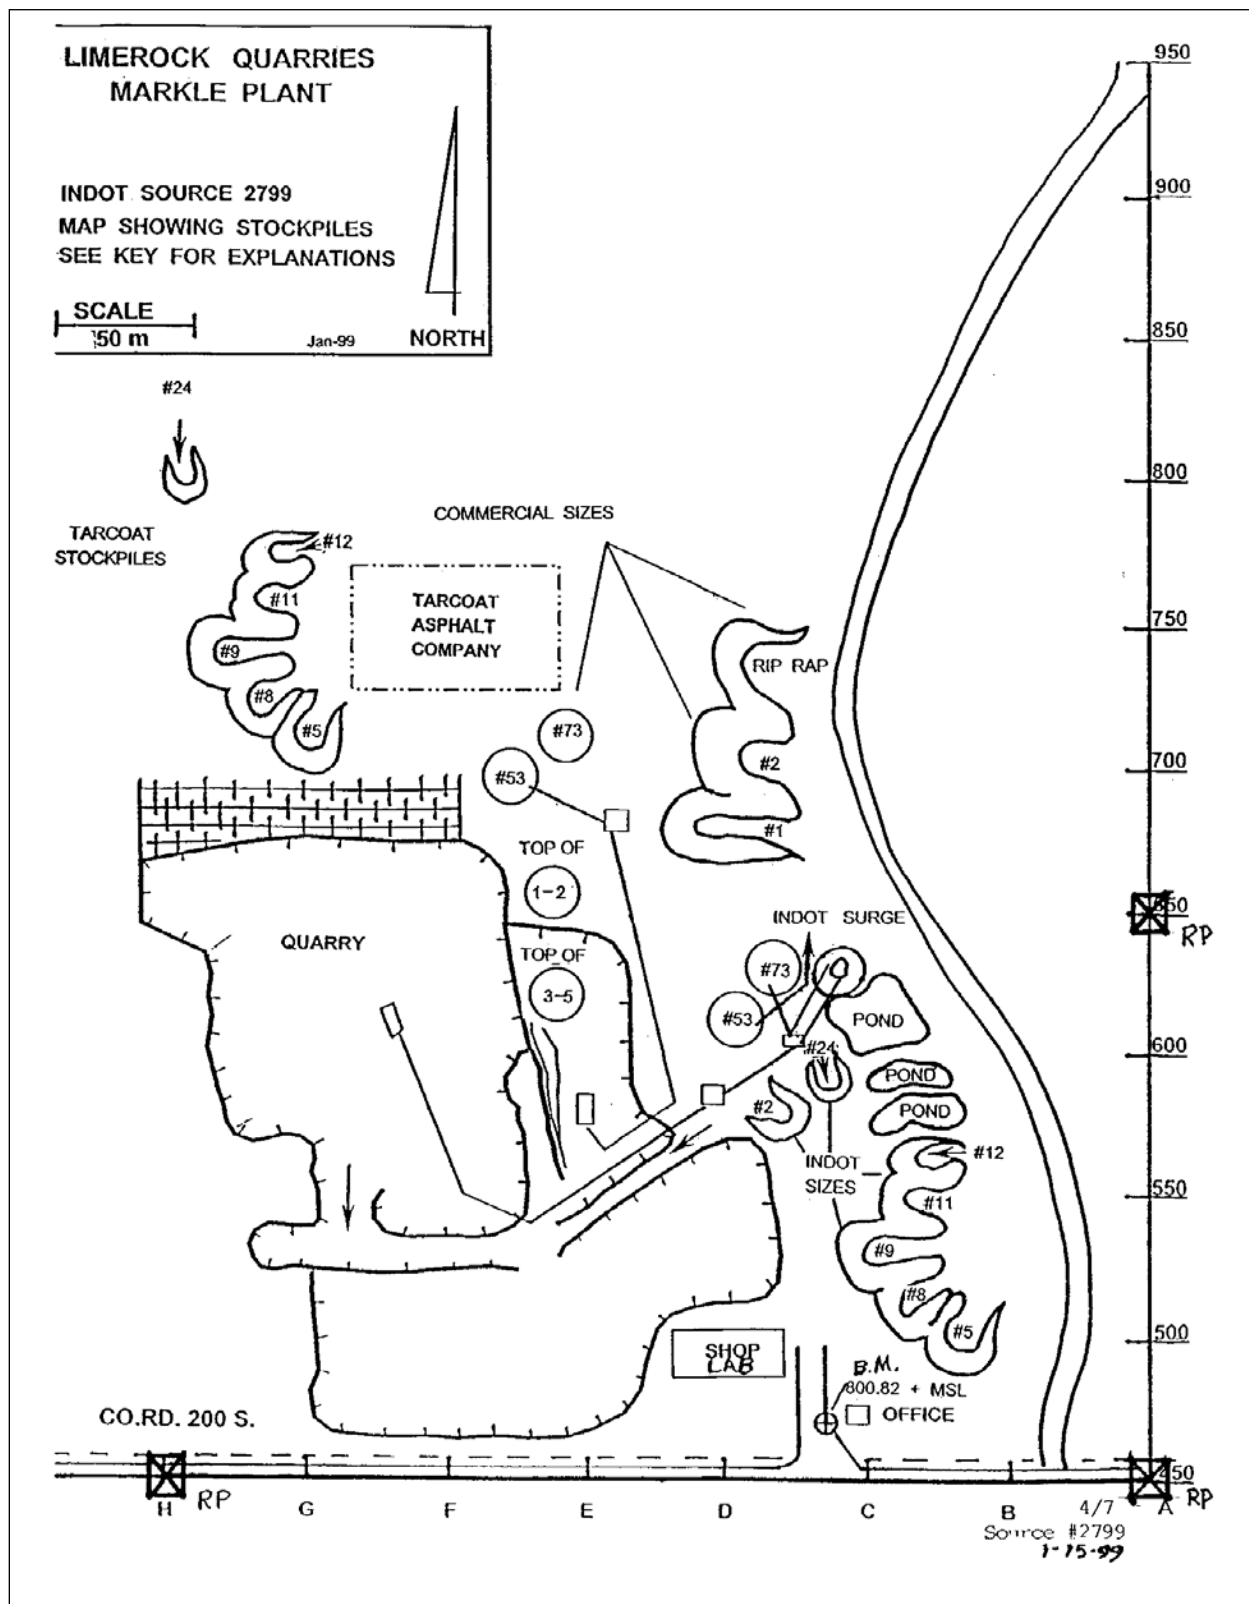 LIMEROCK QUARRIES
MARKLE PLANT
INDOT SOURCE 2799
MAP SHOWING STOCKPILES
SEE KEY FOR EXPLANATIONS
SCALE
50 m
Jan-99
NORTH
950
900
850
800
750
700
650
RP
600
550
500
450
RP
#24
TARCOAT
STOCKPILES
#12
#11
#9
#8
#5
COMMERCIAL SIZES
TARCOAT
ASPHALT
COMPANY
RIP RAP
#2
#1
#73
#53
TOP OF
1-2
TOP OF
3-5
QUARRY
INDOT SURGE
#73
#53
POND
#24
POND
POND
#2
INDOT
SIZES
#12
#11
#9
#8
#5
SHOP
LAB
B.M.
800.82 + MSL
OFFICE
CO.RD. 200 S.
H RP G F E D C B A
4/7
Source #2799
1-15-99